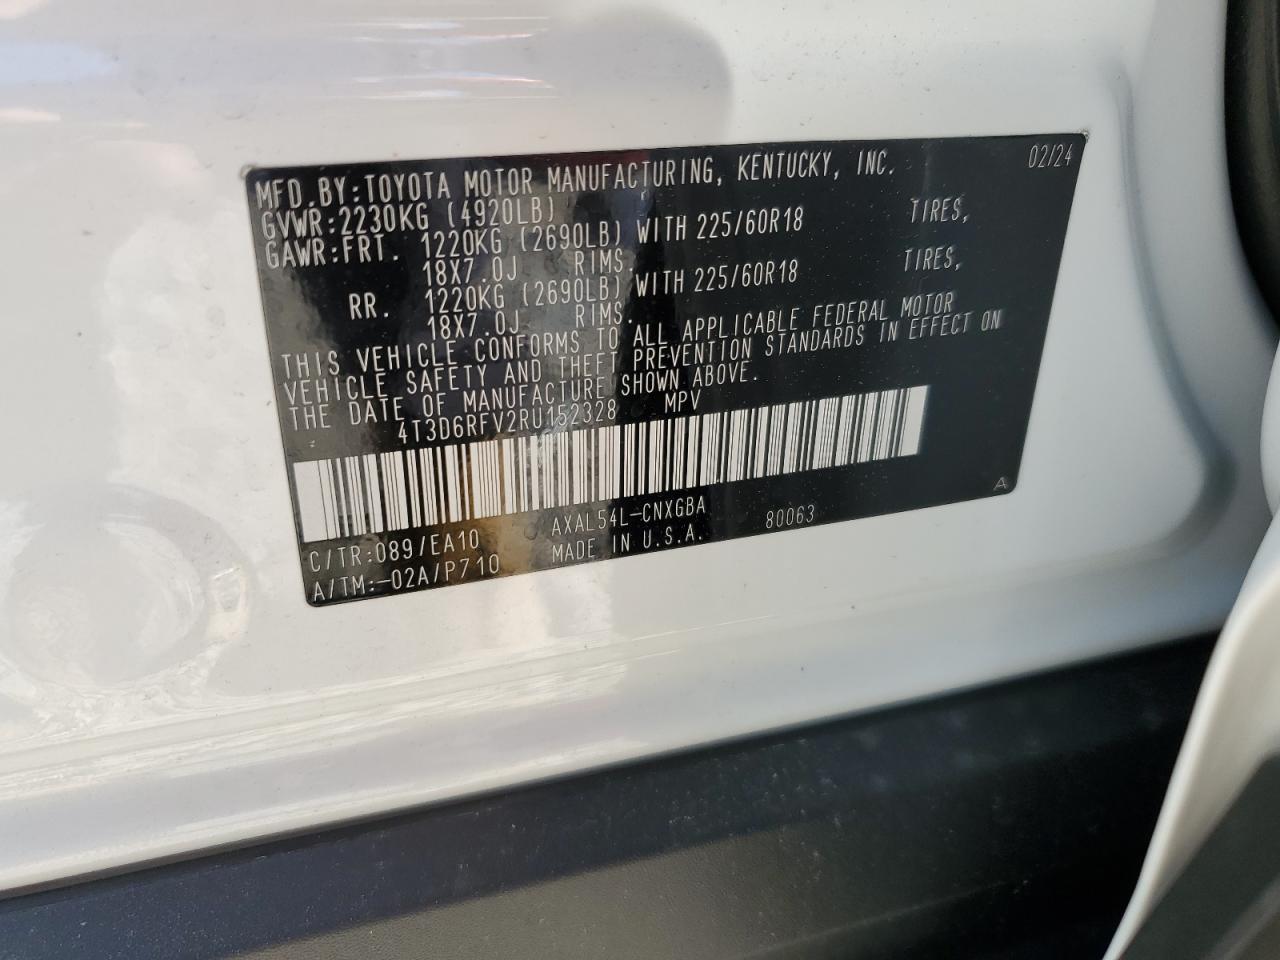 MFD.BY:TOYOTA MOTOR MANUFACTURING, KENTUCKY, INC. 02/24
GVWR:2230KG (4920LB)
GAWR:FRT. 1220KG (2690LB) WITH 225/60R18 TIRES,
18X7.0J RIMS.
RR. 1220KG (2690LB) WITH 225/60R18 TIRES,
18X7.0J RIMS.
THIS VEHICLE CONFORMS TO ALL APPLICABLE FEDERAL MOTOR
VEHICLE SAFETY AND THEFT PREVENTION STANDARDS IN EFFECT ON
THE DATE OF MANUFACTURE SHOWN ABOVE.
4T3D6RFV2RU152328 MPV
C/TR:089/EA10 AXAL54L-CNXGBA 80063 A
A/TM:-02A/P710 MADE IN U.S.A.